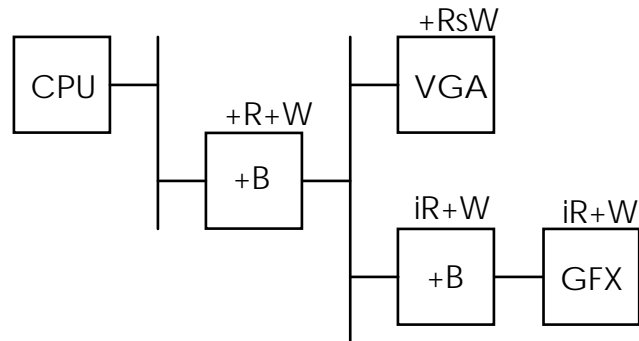 +RsW
CPU
VGA
+R+W
+B
iR+W
iR+W
+B
GFX